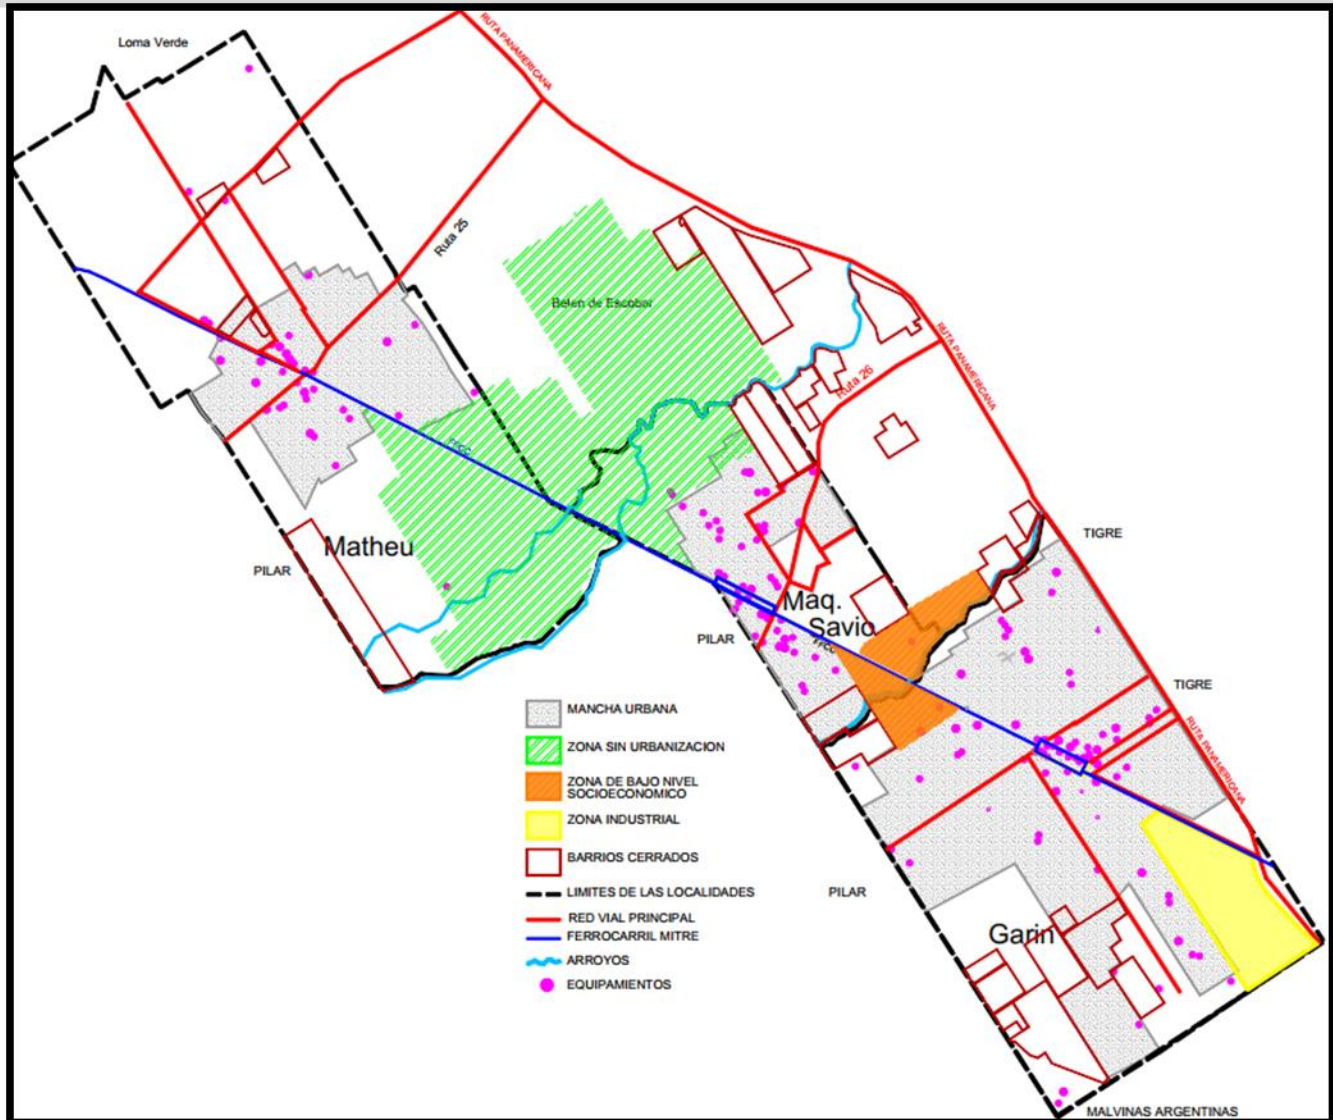 Loma Verde
RUTA PANAMERICANA
Ruta 25
Belen de Escobar
RUTA PANAMERICANA
Ruta 26
FFCC
Matheu
PILAR
TIGRE
Maq.
Savio
PILAR
FFCC
TIGRE
RUTA PANAMERICANA
MANCHA URBANA
ZONA SIN URBANIZACION
ZONA DE BAJO NIVEL
SOCIOECONOMICO
ZONA INDUSTRIAL
BARRIOS CERRADOS
LIMITES DE LAS LOCALIDADES
RED VIAL PRINCIPAL
FERROCARRIL MITRE
ARROYOS
EQUIPAMIENTOS
PILAR
Garin
MALVINAS ARGENTINAS